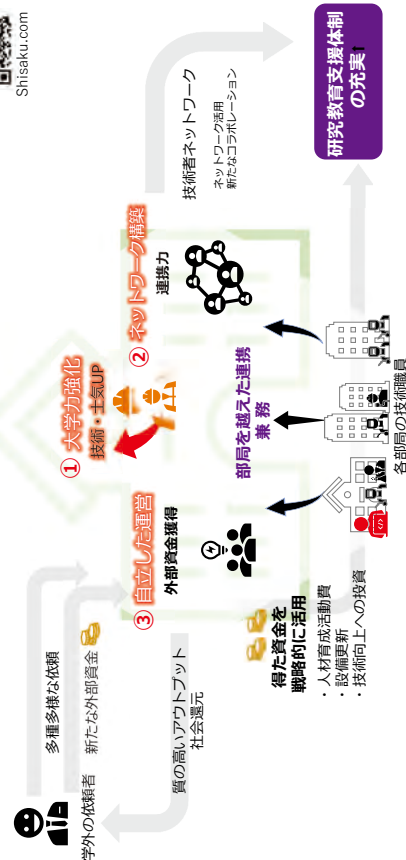 Shisaku.com
学外の依頼者
多種多様な依頼
新たな外部資金
質の高いアウトプット
社会還元
① 大学力強化
技術・士気UP
② ネットワーク構築
連携力
③ 自立した運営
外部資金獲得
部局を越えた連携
兼務
技術者ネットワーク
ネットワーク活用
新たなコラボレーション
得た資金を
戦略的に活用
・人材育成活動費
・設備更新
・技術向上への投資
各部局の技術職員
研究教育支援体制
の充実↑